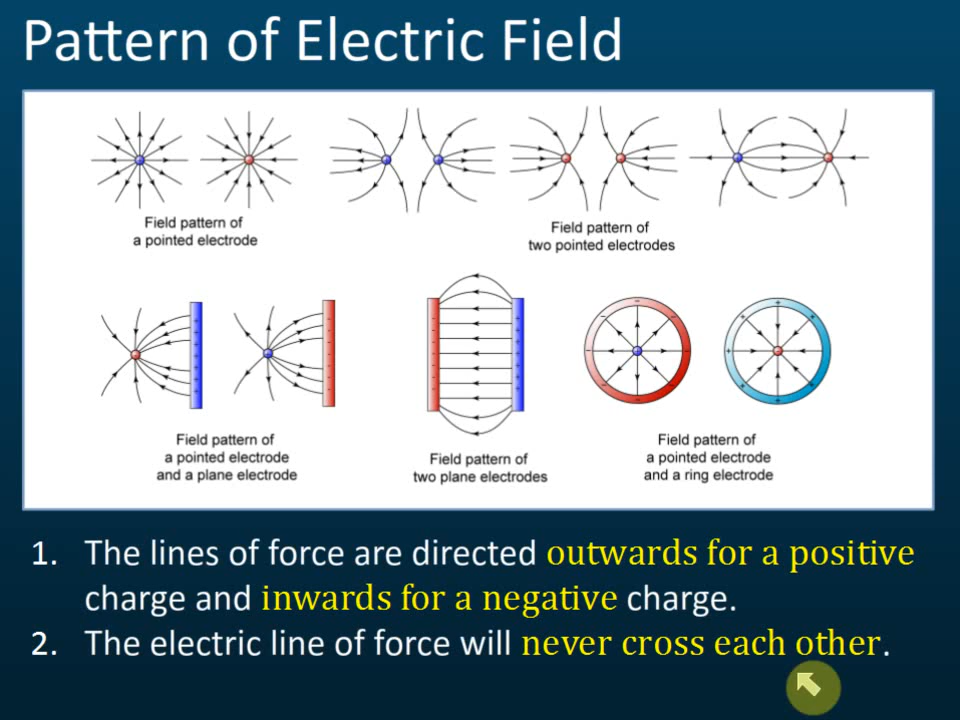 Pattern of Electric Field
Field pattern of
a pointed electrode
Field pattern of
two pointed electrodes
Field pattern of
a pointed electrode
and a plane electrode
Field pattern of
two plane electrodes
Field pattern of
a pointed electrode
and a ring electrode
1. The lines of force are directed outwards for a positive
charge and inwards for a negative charge.
2. The electric line of force will never cross each other.